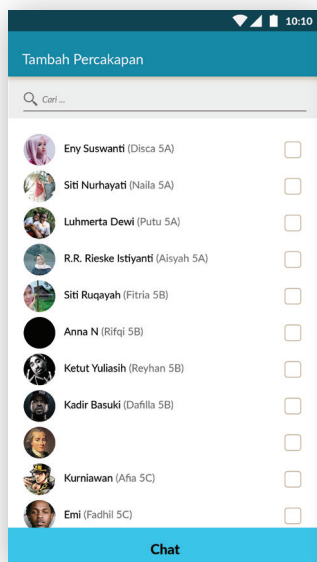 10:10
Tambah Percakapan
Cari ...
Eny Suswanti (Disca 5A)
Siti Nurhayati (Naila 5A)
Luhmerta Dewi (Putu 5A)
R.R. Rieske Istiyanti (Aisyah 5A)
Siti Ruqayah (Fitria 5B)
Anna N (Rifqi 5B)
Ketut Yuliasih (Reyhan 5B)
Kadir Basuki (Dafilla 5B)
Kurniawan (Afia 5C)
Emi (Fadhil 5C)
Chat